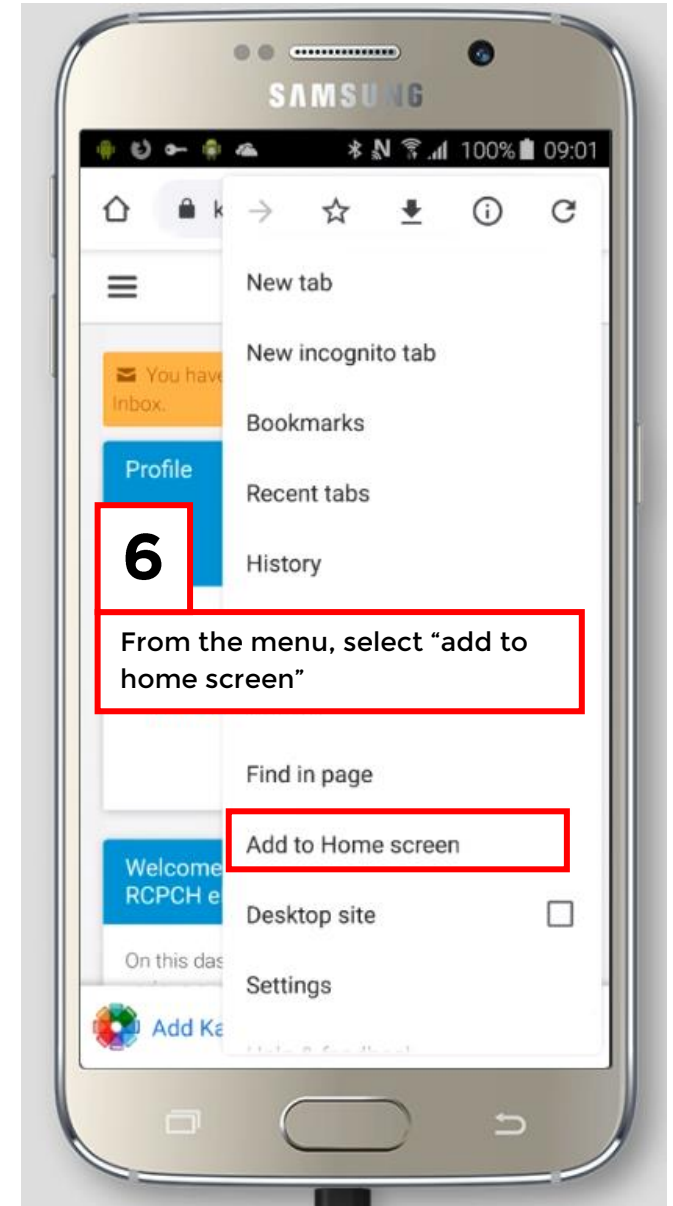 SAMSUNG
100% 09:01
k
New tab
New incognito tab
You have
Inbox.
Bookmarks
Profile
Recent tabs
6
History
From the menu, select “add to
home screen”
Find in page
Add to Home screen
Welcome
RCPCH e
Desktop site
On this das
Settings
Add Ka